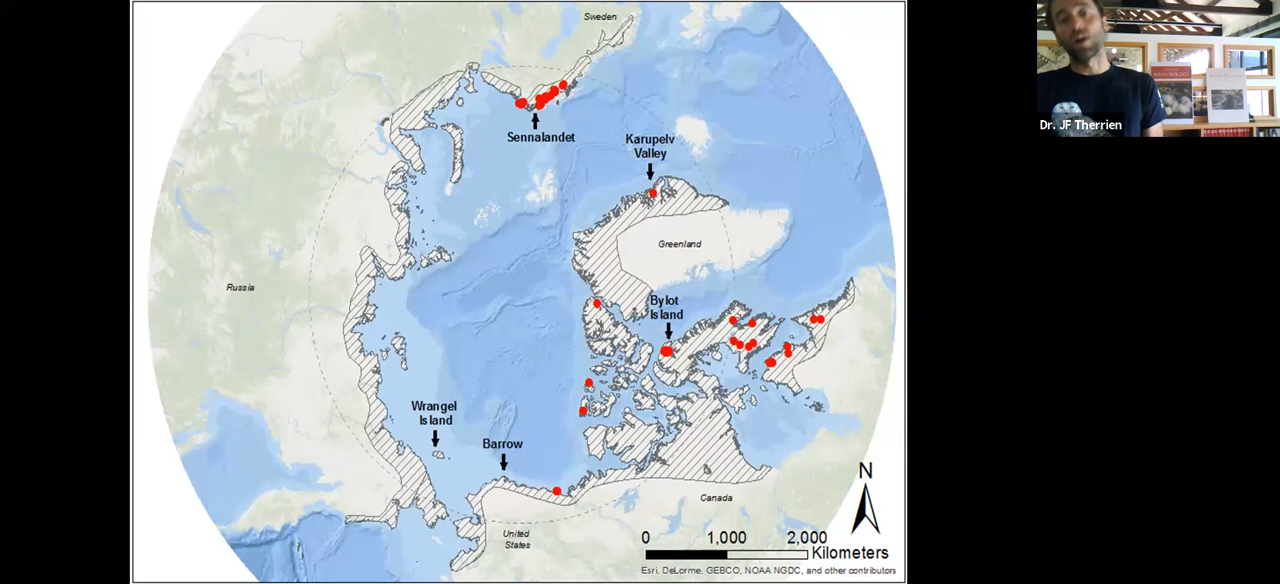 Sweden
Sennalandet
Karupelv
Valley
Greenland
Russia
Bylot
Island
Wrangel
Island
Barrow
N
Canada
United
States
0 1,000 2,000
Kilometers
Esri, DeLorme, GEBCO, NOAA NGDC, and other contributors
Dr. JF Therrien